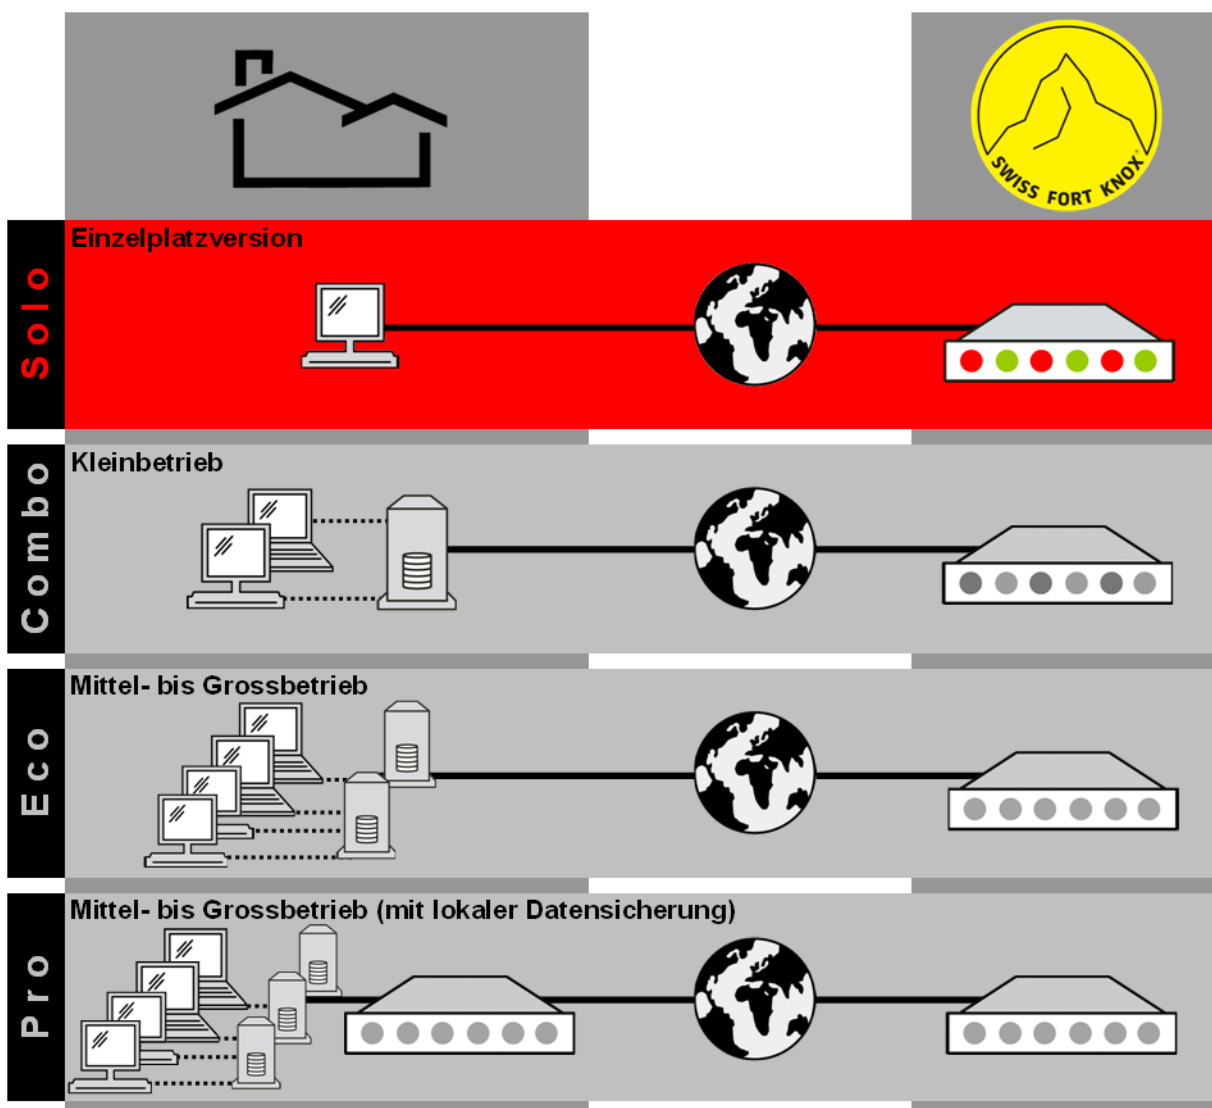 SWISS FORT KNOX
Solo
Einzelplatzversion
Combo
Kleinbetrieb
Eco
Mittel- bis Grossbetrieb
Pro
Mittel- bis Grossbetrieb (mit lokaler Datensicherung)